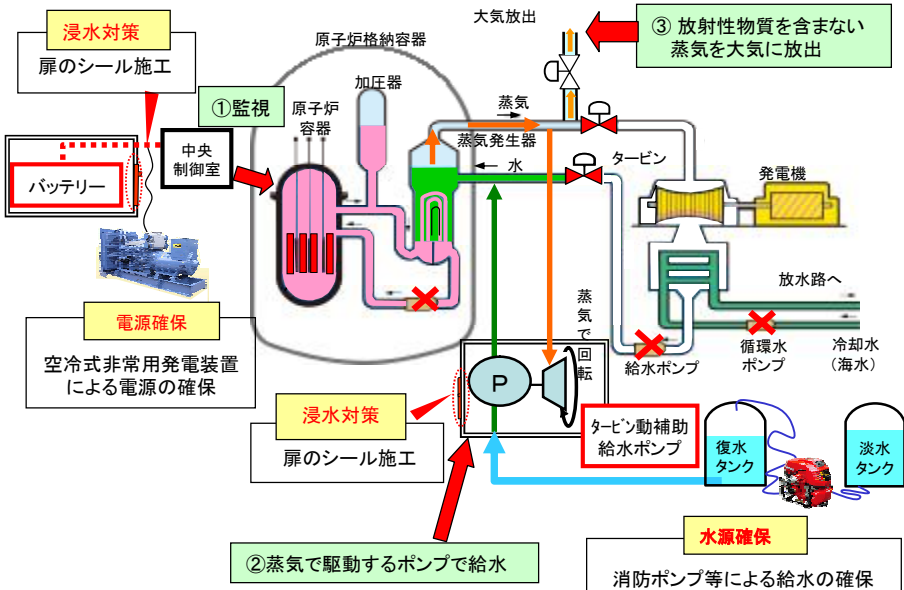 浸水対策
扉のシール施工
①監視
原子炉格納容器
加圧器
原子炉
容器
大気放出
③ 放射性物質を含まない
蒸気を大気に放出
蒸気
蒸気発生器
水
タービン
発電機
バッテリー
中央
制御室
電源確保
空冷式非常用発電装置
による電源の確保
放水路へ
蒸気で回転
給水ポンプ
循環水
ポンプ
冷却水
（海水）
P
浸水対策
扉のシール施工
タービン動補助
給水ポンプ
復水
タンク
淡水
タンク
②蒸気で駆動するポンプで給水
水源確保
消防ポンプ等による給水の確保